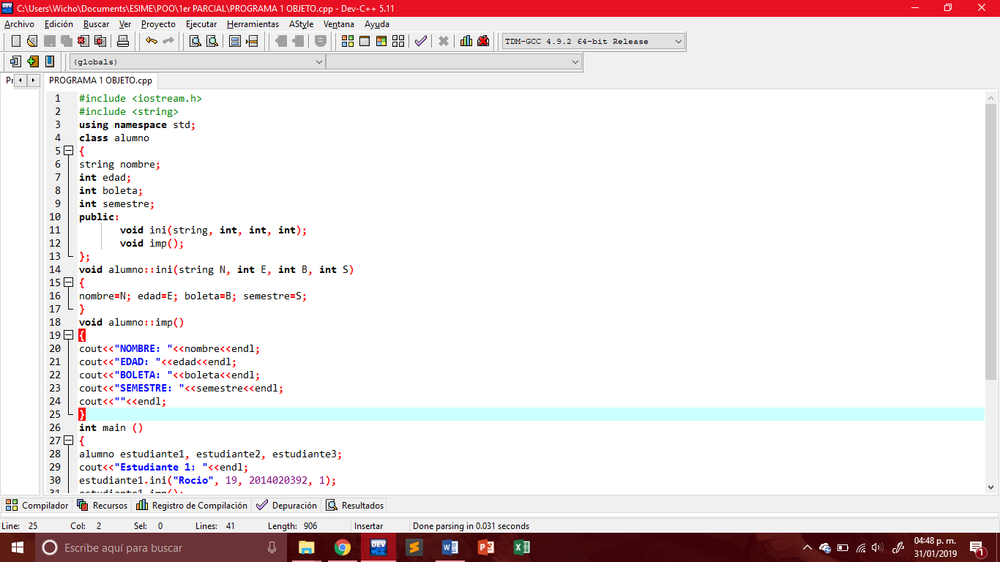 C:\Users\Wicho\Documents\ESIME\POO\1er PARCIAL\PROGRAMA 1 OBJETO.cpp - Dev-C++ 5.11
Archivo Edición Buscar Ver Proyecto Ejecutar Herramientas AStyle Ventana Ayuda
TDM-GCC 4.9.2 64-bit Release
(globals)
Pr PROGRAMA 1 OBJETO.cpp
1 #include <iostream.h>
2 #include <string>
3 using namespace std;
4 class alumno
5 {
6 string nombre;
7 int edad;
8 int boleta;
9 int semestre;
10 public:
11 void ini(string, int, int, int);
12 void imp();
13 };
14 void alumno::ini(string N, int E, int B, int S)
15 {
16 nombre=N; edad=E; boleta=B; semestre=S;
17 }
18 void alumno::imp()
19 {
20 cout<<"NOMBRE: "<<nombre<<endl;
21 cout<<"EDAD: "<<edad<<endl;
22 cout<<"BOLETA: "<<boleta<<endl;
23 cout<<"SEMESTRE: "<<semestre<<endl;
24 cout<<""<<endl;
25 }
26 int main ()
27 {
28 alumno estudiante1, estudiante2, estudiante3;
29 cout<<"Estudiante 1: "<<endl;
30 estudiante1.ini("Rocio", 19, 2014020392, 1);
31 estudiante1.imp();
Compilador Recursos Registro de Compilación Depuración Resultados
Line: 25 Col: 2 Sel: 0 Lines: 41 Length: 906 Insertar Done parsing in 0.031 seconds
Escribe aquí para buscar
04:48 p. m.
31/01/2019
1